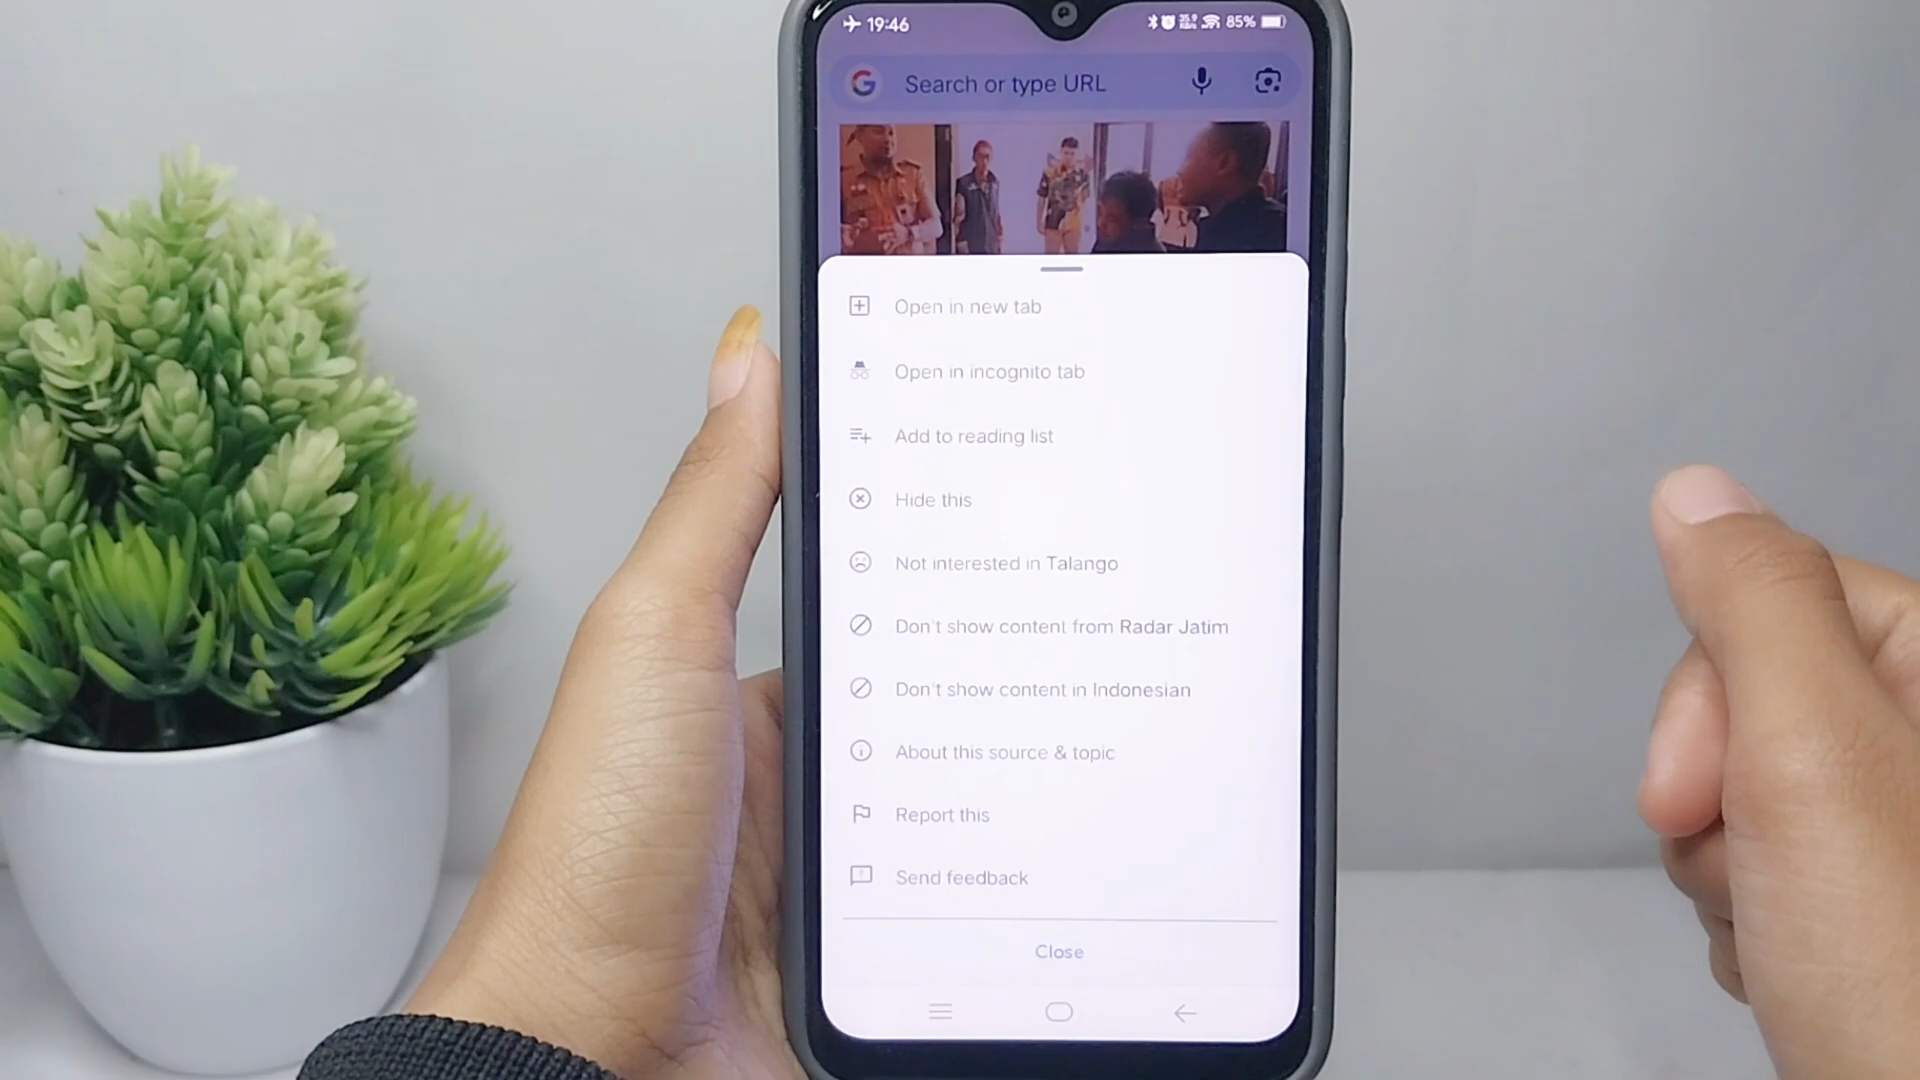 19:46
85%
Search or type URL
Open in new tab
Open in incognito tab
Add to reading list
Hide this
Not interested in Talango
Don't show content from Radar Jatim
Don't show content in Indonesian
About this source & topic
Report this
Send feedback
Close